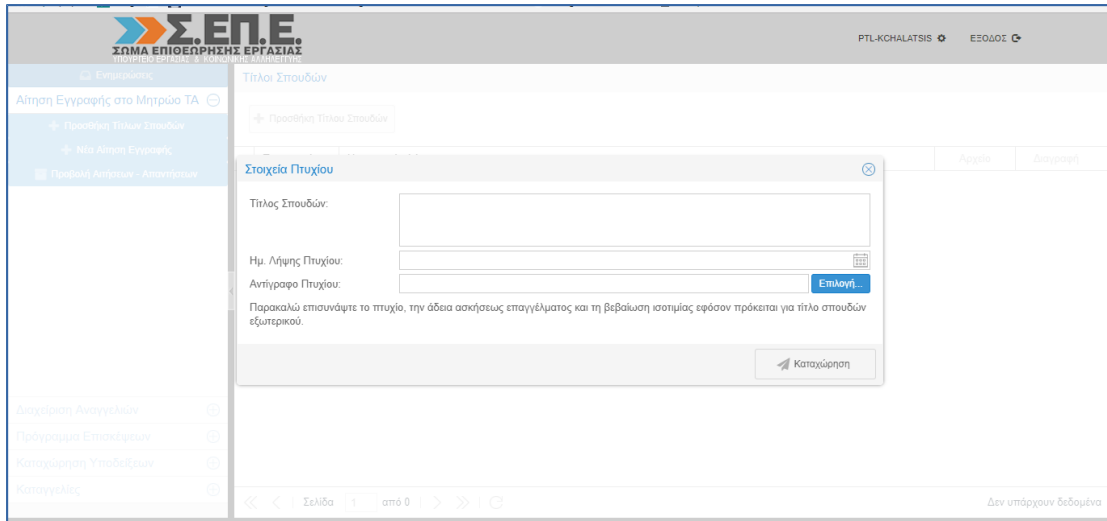 Σ.ΕΠ.Ε.
ΣΩΜΑ ΕΠΙΘΕΩΡΗΣΗΣ ΕΡΓΑΣΙΑΣ
ΥΠΟΥΡΓΕΙΟ ΕΡΓΑΣΙΑΣ & ΚΟΙΝΩΝΙΚΗΣ ΑΛΛΗΛΕΓΓΥΗΣ
PTL-KCHALATSIS ΕΞΟΔΟΣ
Ενημερώσεις
Τίτλοι Σπουδών
Αίτηση Εγγραφής στο Μητρώο ΤΑ
Προσθήκη Τίτλων Σπουδών
Προσθήκη Τίτλου Σπουδών
Νέα Αίτηση Εγγραφής
Προβολή Αιτήσεων - Απαντήσεων
Αρχείο Διαγραφή
Στοιχεία Πτυχίου
Τίτλος Σπουδών:
Ημ. Λήψης Πτυχίου:
Αντίγραφο Πτυχίου: Επιλογή...
Παρακαλώ επισυνάψτε το πτυχίο, την άδεια ασκήσεως επαγγέλματος και τη βεβαίωση ισοτιμίας εφόσον πρόκειται για τίτλο σπουδών
εξωτερικού.
Καταχώρηση
Διαχείριση Αναγγελιών
Πρόγραμμα Επισκέψεων
Καταχώρηση Υποδείξεων
Καταγγελίες
Σελίδα 1 από 0 Δεν υπάρχουν δεδομένα